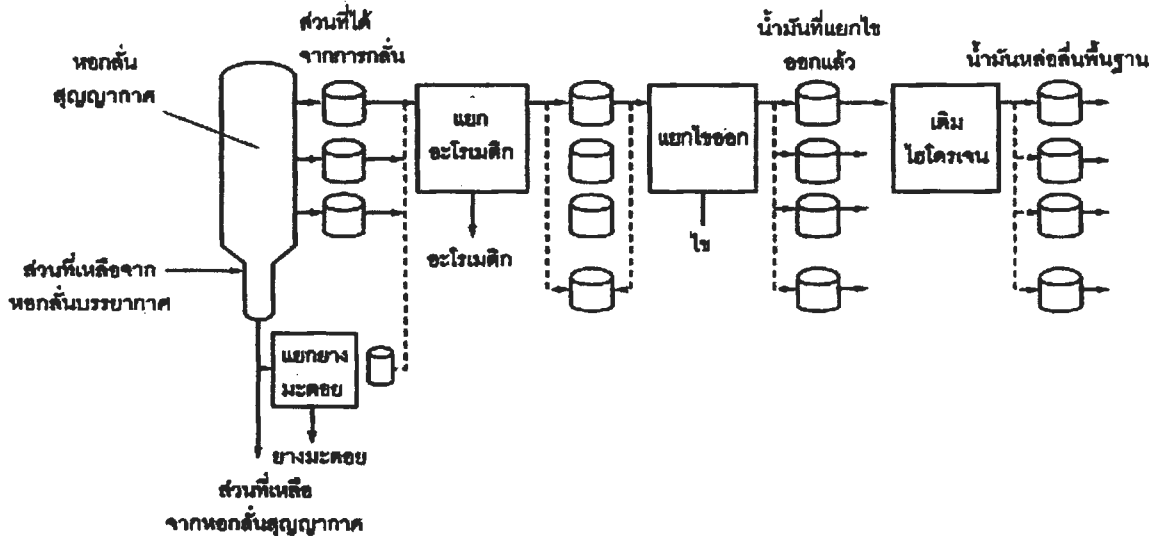 หอกลั่น
สุญญากาศ
ส่วนที่ได้
จากการกลั่น
น้ำมันที่แยกไข
ออกแล้ว
น้ำมันหล่อลื่นพื้นฐาน
แยก
อะโรเมติก
แยกไขออก
เติม
ไฮโดรเจน
อะโรเมติก
ไข
ส่วนที่เหลือจาก
หอกลั่นบรรยากาศ
แยกยาง
มะตอย
ยางมะตอย
ส่วนที่เหลือ
จากหอกลั่นสุญญากาศ